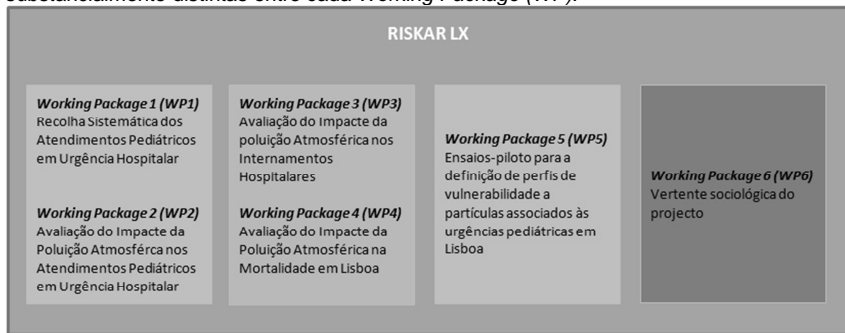 substancialmente distintas entre cada Working Package (WP).
RISKAR LX
Working Package 1 (WP1)
Recolha Sistemática dos
Atendimentos Pediátricos
em Urgência Hospitalar
Working Package 2 (WP2)
Avaliação do Impacte da
Poluição Atmosférca nos
Atendimentos Pediátricos
em Urgência Hospitalar
Working Package 3 (WP3)
Avaliação do Impacte da
poluição Atmosférica nos
Internamentos
Hospitalares
Working Package 4 (WP4)
Avaliação do Impacte da
Poluição Atmosférica na
Mortalidade em Lisboa
Working Package 5 (WP5)
Ensaios-piloto para a
definição de perfis de
vulnerabilidade a
partículas associados às
urgências pediátricas em
Lisboa
Working Package 6 (WP6)
Vertente sociológica do
projecto